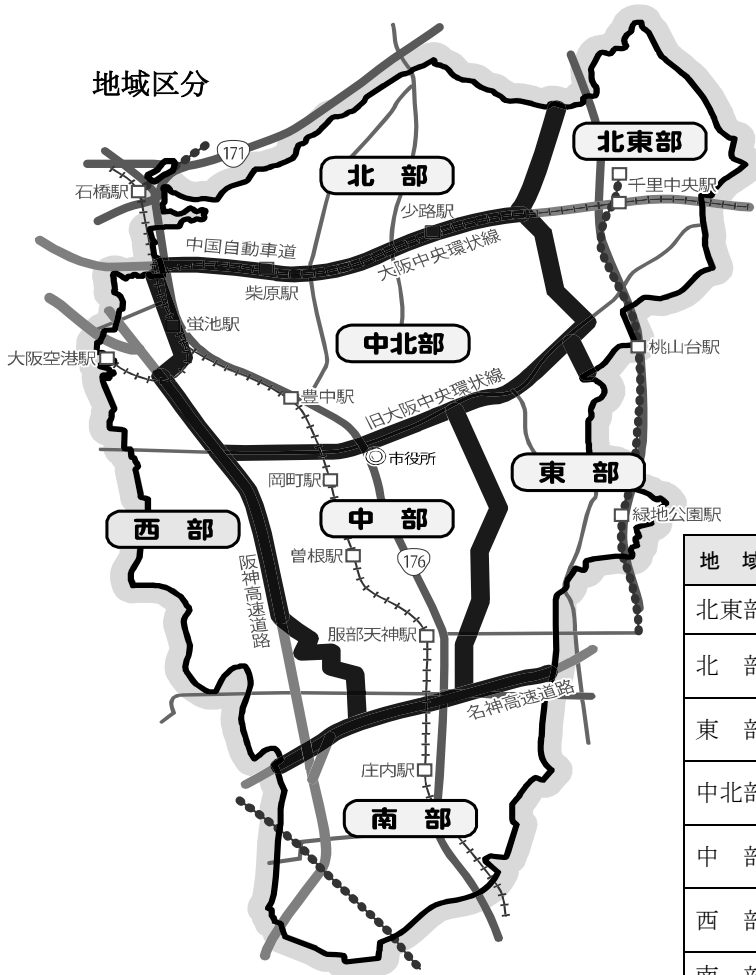 地域区分
171
北東部
北 部
石橋駅
千里中央駅
少路駅
中国自動車道
大阪中央環状線
柴原駅
蛍池駅
中北部
大阪空港駅
桃山台駅
豊中駅
旧大阪中央環状線
市役所
岡町駅
東 部
西 部
中 部
緑地公園駅
曽根駅
176
阪神高速道路
服部天神駅
名神高速道路
庄内駅
南 部
地 域
北東部
北 部
東 部
中北部
中 部
西 部
南 部